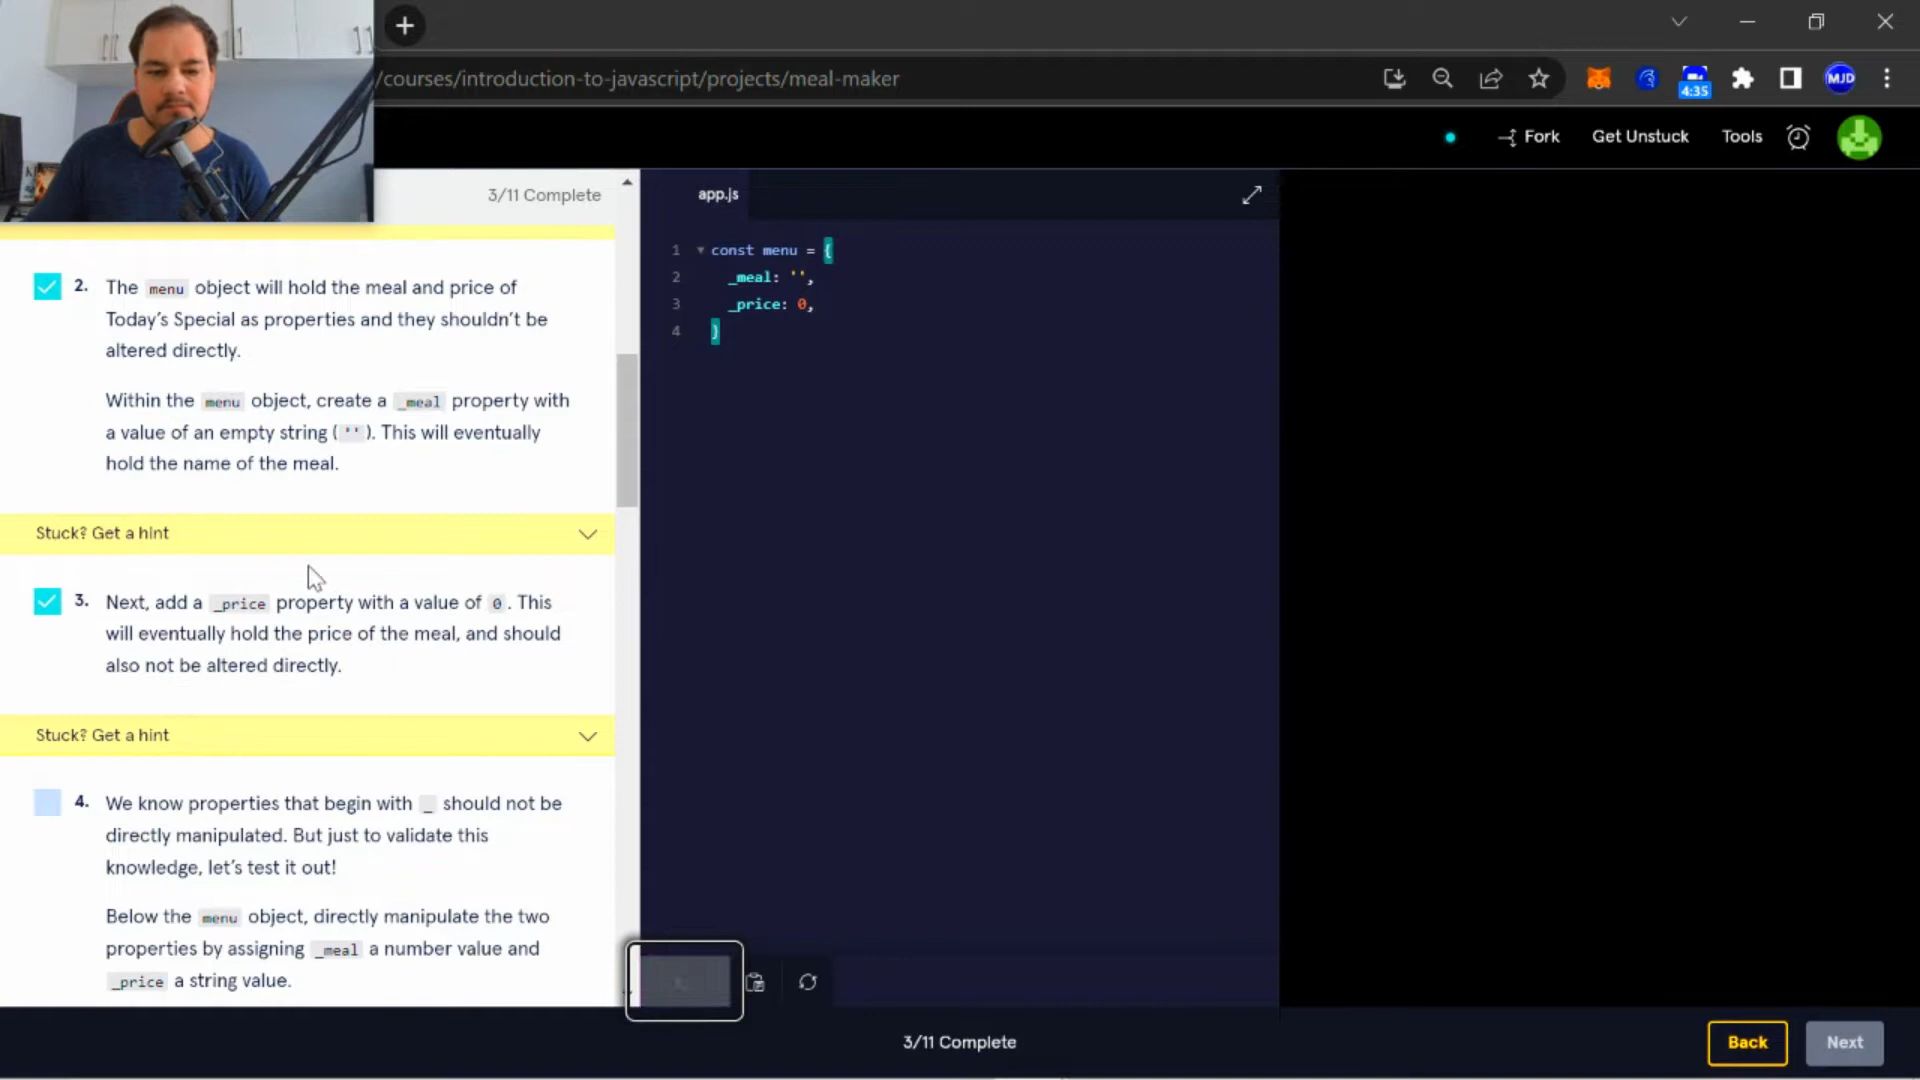 /courses/introduction-to-javascript/projects/meal-maker
4:35
MJD
Fork
Get Unstuck
Tools
3/11 Complete
2. The menu object will hold the meal and price of
Today's Special as properties and they shouldn't be
altered directly.
Within the menu object, create a _meal property with
a value of an empty string (''). This will eventually
hold the name of the meal.
Stuck? Get a hint
3. Next, add a _price property with a value of 0. This
will eventually hold the price of the meal, and should
also not be altered directly.
Stuck? Get a hint
4. We know properties that begin with _ should not be
directly manipulated. But just to validate this
knowledge, let's test it out!
Below the menu object, directly manipulate the two
properties by assigning _meal a number value and
_price a string value.
app.js
1 const menu = {
2 _meal: '',
3 _price: 0,
4 }
3/11 Complete
Back
Next